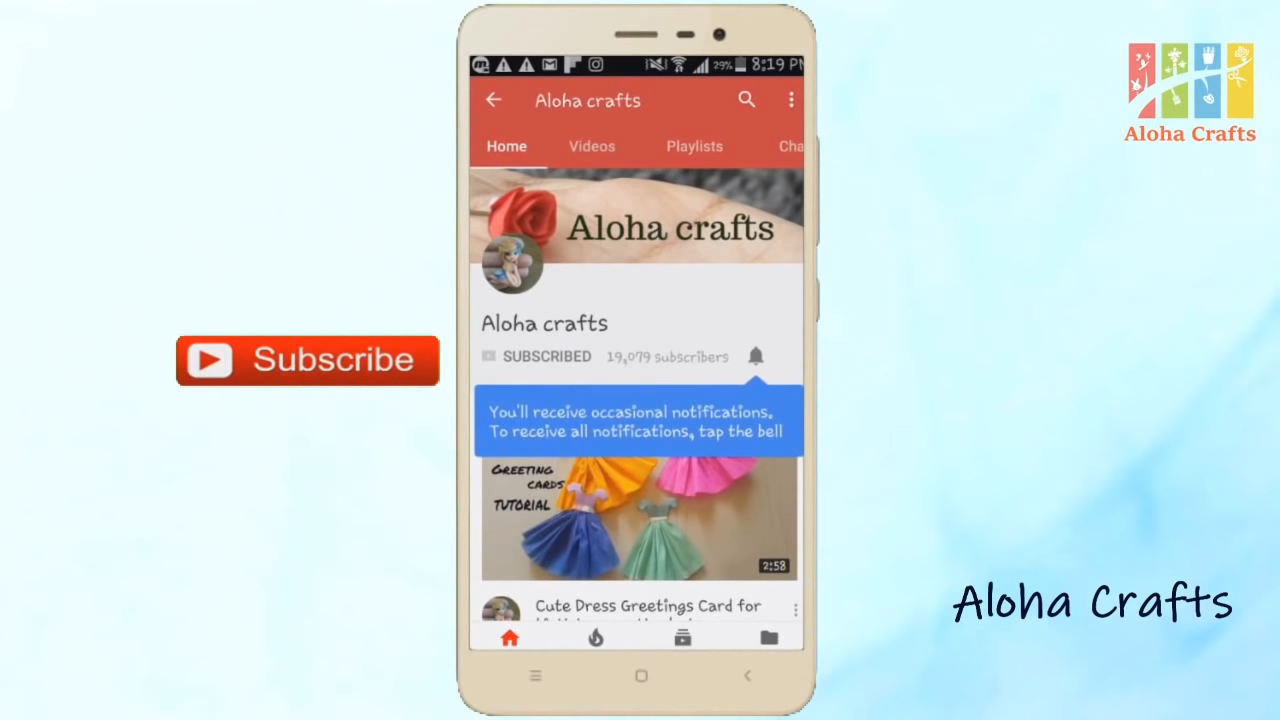 29% 8:19 PM
Aloha crafts
Home Videos Playlists Cha
Aloha crafts
Aloha crafts
SUBSCRIBED 19,079 subscribers
You'll receive occasional notifications.
To receive all notifications, tap the bell
GREETING
CARDS
TUTORIAL
2:58
Cute Dress Greetings Card for
Subscribe
Aloha Crafts
Aloha Crafts